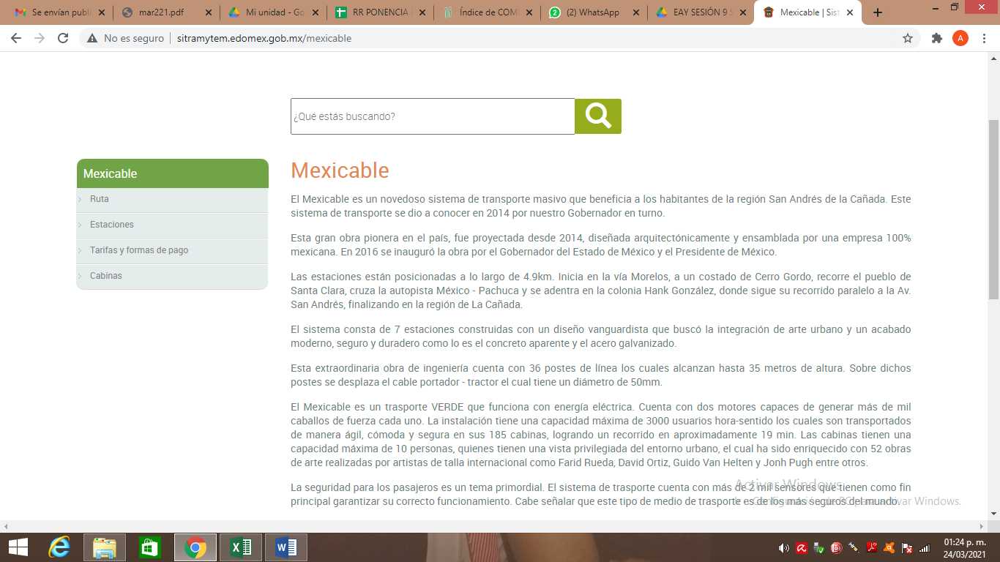 Se envían publi
mar221.pdf
Mi unidad - Go
RR PONENCIA
Índice de COMI
(2) WhatsApp
EAY SESIÓN 9 S
Mexicable | Sist
No es seguro
sitramytem.edomex.gob.mx/mexicable
A
¿Qué estás buscando?
Mexicable
Ruta
Estaciones
Tarifas y formas de pago
Cabinas
Mexicable
El Mexicable es un novedoso sistema de transporte masivo que beneficia a los habitantes de la región San Andrés de la Cañada. Este
sistema de transporte se dio a conocer en 2014 por nuestro Gobernador en turno.
Esta gran obra pionera en el país, fue proyectada desde 2014, diseñada arquitectónicamente y ensamblada por una empresa 100%
mexicana. En 2016 se inauguró la obra por el Gobernador del Estado de México y el Presidente de México.
Las estaciones están posicionadas a lo largo de 4.9km. Inicia en la vía Morelos, a un costado de Cerro Gordo, recorre el pueblo de
Santa Clara, cruza la autopista México - Pachuca y se adentra en la colonia Hank González, donde sigue su recorrido paralelo a la Av.
San Andrés, finalizando en la región de La Cañada.
El sistema consta de 7 estaciones construidas con un diseño vanguardista que buscó la integración de arte urbano y un acabado
moderno, seguro y duradero como lo es el concreto aparente y el acero galvanizado.
Esta extraordinaria obra de ingeniería cuenta con 36 postes de línea los cuales alcanzan hasta 35 metros de altura. Sobre dichos
postes se desplaza el cable portador - tractor el cual tiene un diámetro de 50mm.
El Mexicable es un trasporte VERDE que funciona con energía eléctrica. Cuenta con dos motores capaces de generar más de mil
caballos de fuerza cada uno. La instalación tiene una capacidad máxima de 3000 usuarios hora-sentido los cuales son transportados
de manera ágil, cómoda y segura en sus 185 cabinas, logrando un recorrido en aproximadamente 19 min. Las cabinas tienen una
capacidad máxima de 10 personas, quienes tienen una vista privilegiada del entorno urbano, el cual ha sido enriquecido con 52 obras
de arte realizadas por artistas de talla internacional como Farid Rueda, David Ortiz, Guido Van Helten y Jonh Pugh entre otros.
La seguridad para los pasajeros es un tema primordial. El sistema de trasporte cuenta con más de 2 mil sensores que tienen como fin
principal garantizar su correcto funcionamiento. Cabe señalar que este tipo de medio de trasporte es de los más seguros del mundo.
Activar Windows
Ir a Configuración de PC para activar Windows.
01:24 p. m.
24/03/2021